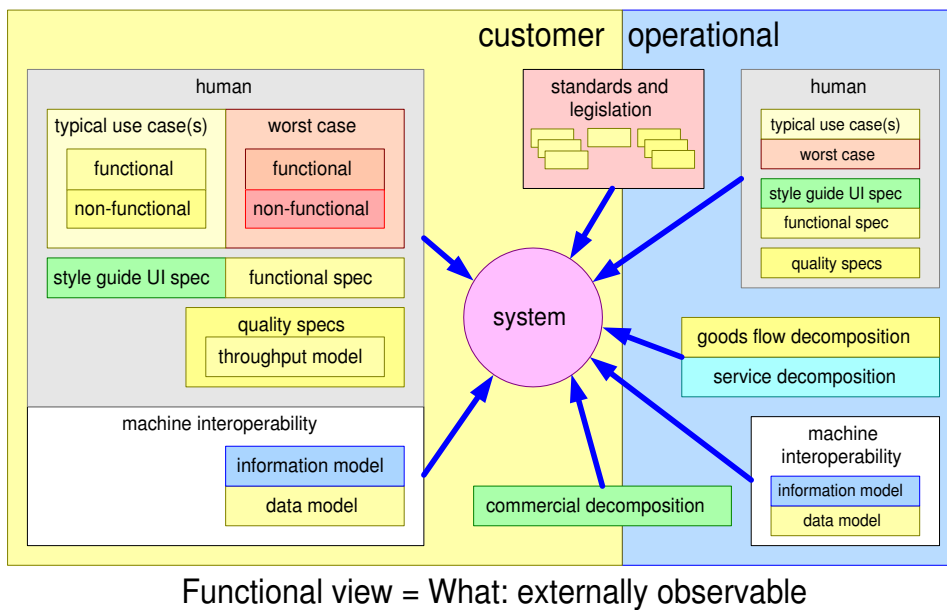 customer operational
human
typical use case(s)
worst case
functional
functional
non-functional
non-functional
style guide UI spec
functional spec
quality specs
throughput model
machine interoperability
information model
data model
standards and
legislation
system
commercial decomposition
human
typical use case(s)
worst case
style guide UI spec
functional spec
quality specs
goods flow decomposition
service decomposition
machine
interoperability
information model
data model
Functional view = What: externally observable